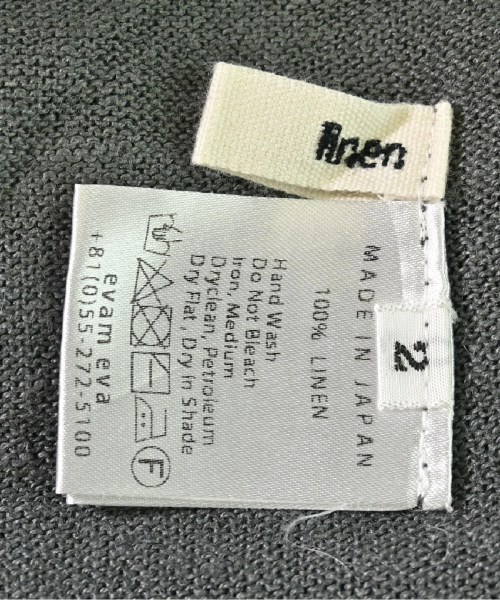 linen
2
MADE IN JAPAN
100% LINEN
Hand Wash
Do Not Bleach
Iron, Medium
Dryclean, Petroleum
Dry Flat Dry in Shade
F
evam eva
+81(0)55-272-5100